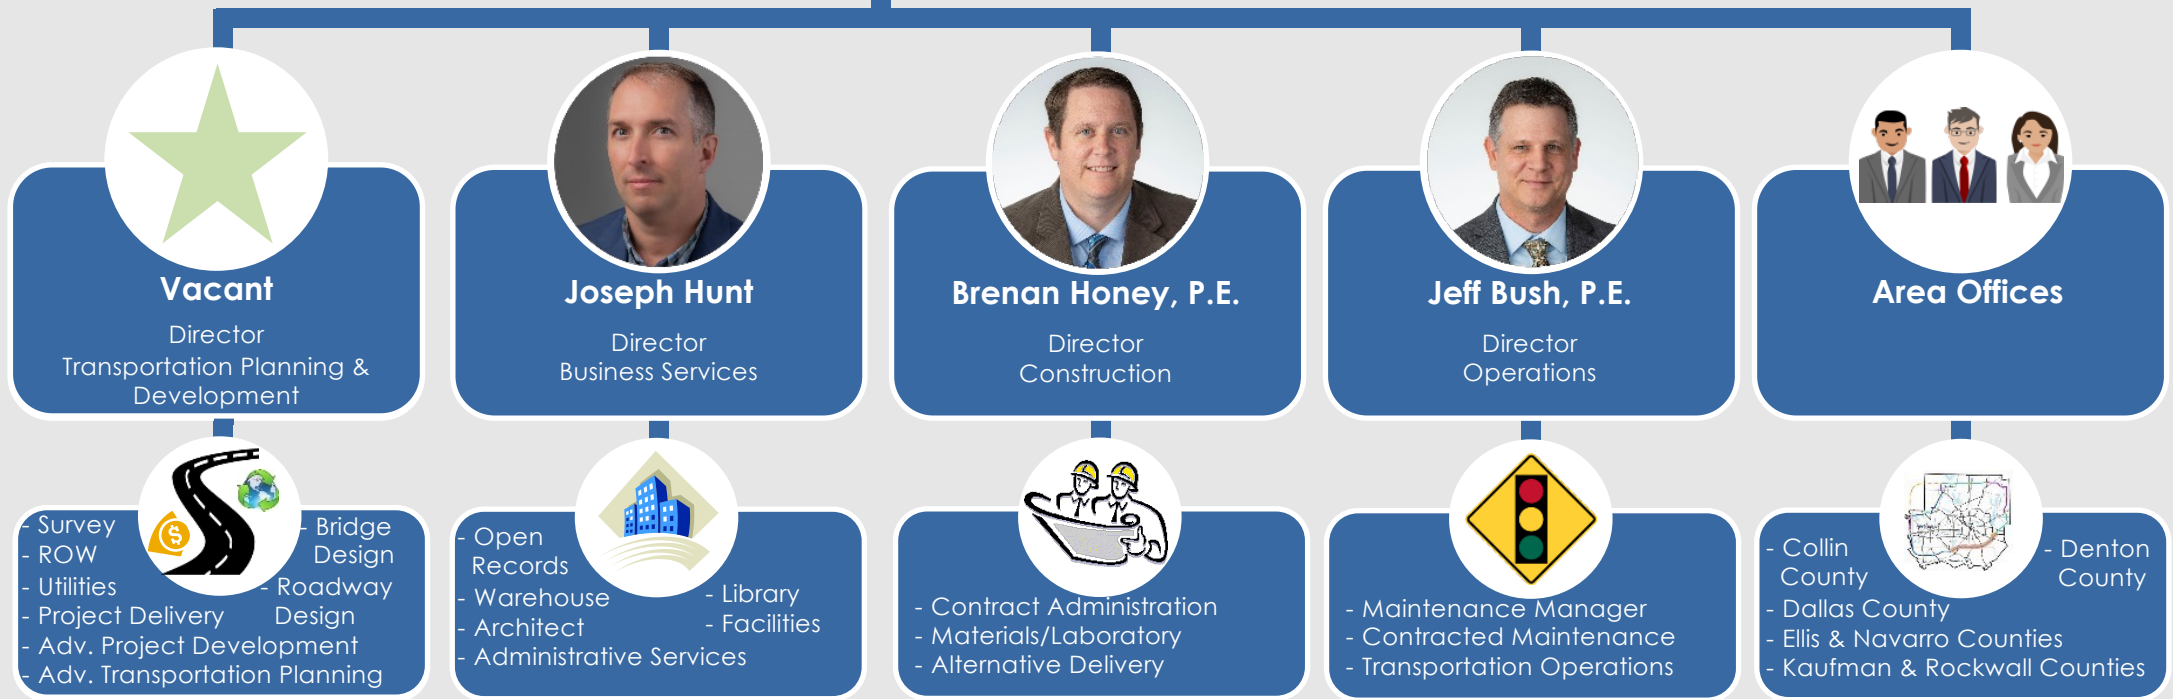 Vacant
Director
Transportation Planning &
Development
- Survey
- ROW
- Utilities
- Project Delivery
- Adv. Project Development
- Adv. Transportation Planning
- Bridge
Design
- Roadway
Design
Joseph Hunt
Director
Business Services
- Open
Records
- Warehouse
- Architect
- Administrative Services
- Library
- Facilities
Brenan Honey, P.E.
Director
Construction
- Contract Administration
- Materials/Laboratory
- Alternative Delivery
Jeff Bush, P.E.
Director
Operations
- Maintenance Manager
- Contracted Maintenance
- Transportation Operations
Area Offices
- Collin
County
- Dallas County
- Ellis & Navarro Counties
- Kaufman & Rockwall Counties
- Denton
County